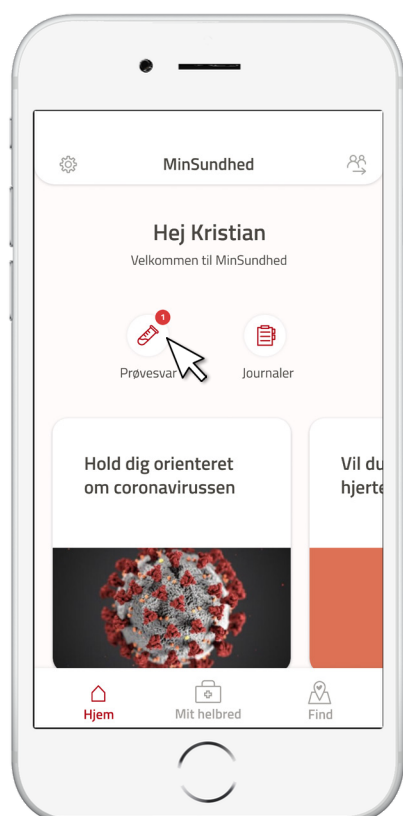 MinSundhed
Hej Kristian
Velkommen til MinSundhed
1
Prøvesvar
Journaler
Hold dig orienteret
om coronavirussen
Vil du
hjerte
Hjem
Mit helbred
Find